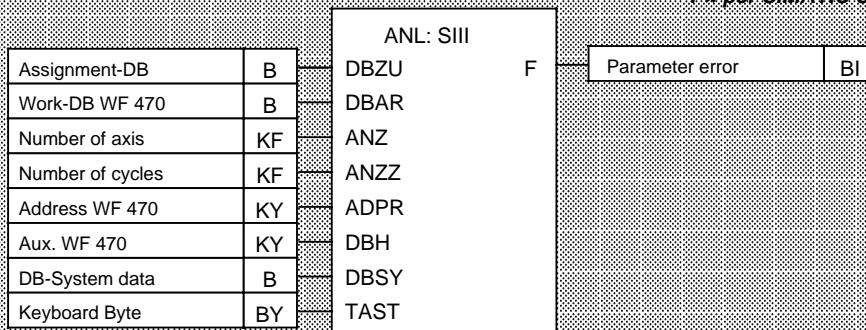 ANL: SIII
Assignment-DB B DBZU F Parameter error BI
Work-DB WF 470 B DBAR
Number of axis KF ANZ
Number of cycles KF ANZZ
Address WF 470 KY ADPR
Aux. WF 470 KY DBH
DB-System data B DBSY
Keyboard Byte BY TAST